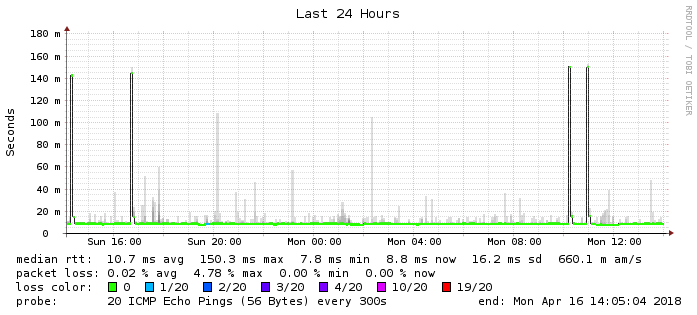 Last 24 Hours
RRDTOOL / TOBI OETIKER
Seconds
180 m
160 m
140 m
120 m
100 m
80 m
60 m
40 m
20 m
0
Sun 16:00 Sun 20:00 Mon 00:00 Mon 04:00 Mon 08:00 Mon 12:00
median rtt: 10.7 ms avg 150.3 ms max 7.8 ms min 8.8 ms now 16.2 ms sd 660.1 m am/s
packet loss: 0.02 % avg 4.78 % max 0.00 % min 0.00 % now
loss color: 0 1/20 2/20 3/20 4/20 10/20 19/20
probe: 20 ICMP Echo Pings (56 Bytes) every 300s end: Mon Apr 16 14:05:04 2018